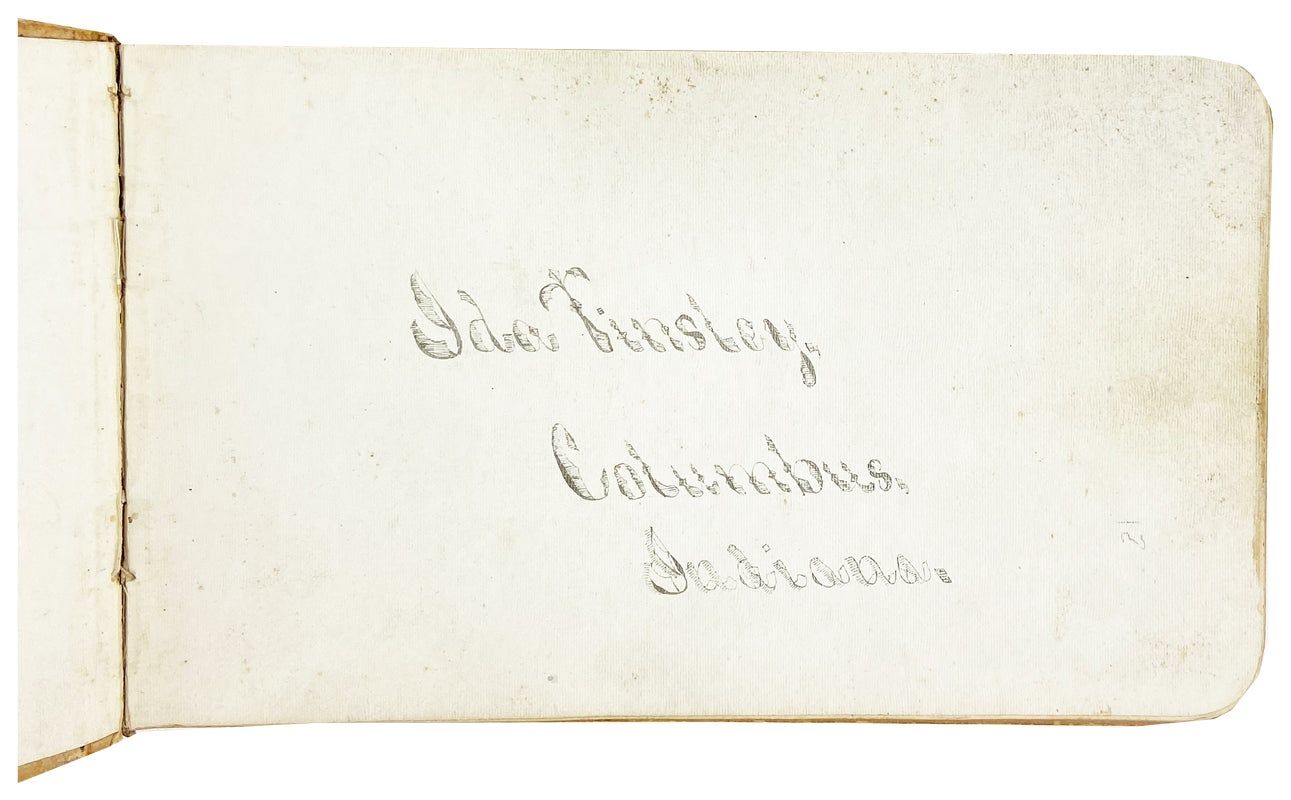 Ida Tinsley.
Columbus.
Indiana.